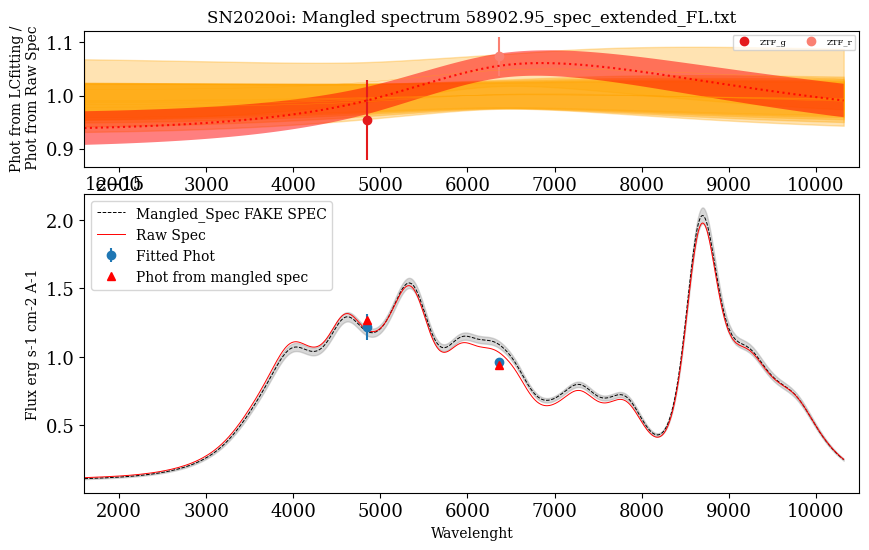 SN2020oi: Mangled spectrum 58902.95_spec_extended_FL.txt
Phot from LCfitting /
Phot from Raw Spec
1.1
1.0
0.9
ZTF_g
ZTF_r
2000 3000 4000 5000 6000 7000 8000 9000 10000
1e−15
Flux erg s-1 cm-2 A-1
2.0
1.5
1.0
0.5
Mangled_Spec FAKE SPEC
Raw Spec
Fitted Phot
Phot from mangled spec
2000 3000 4000 5000 6000 7000 8000 9000 10000
Wavelenght